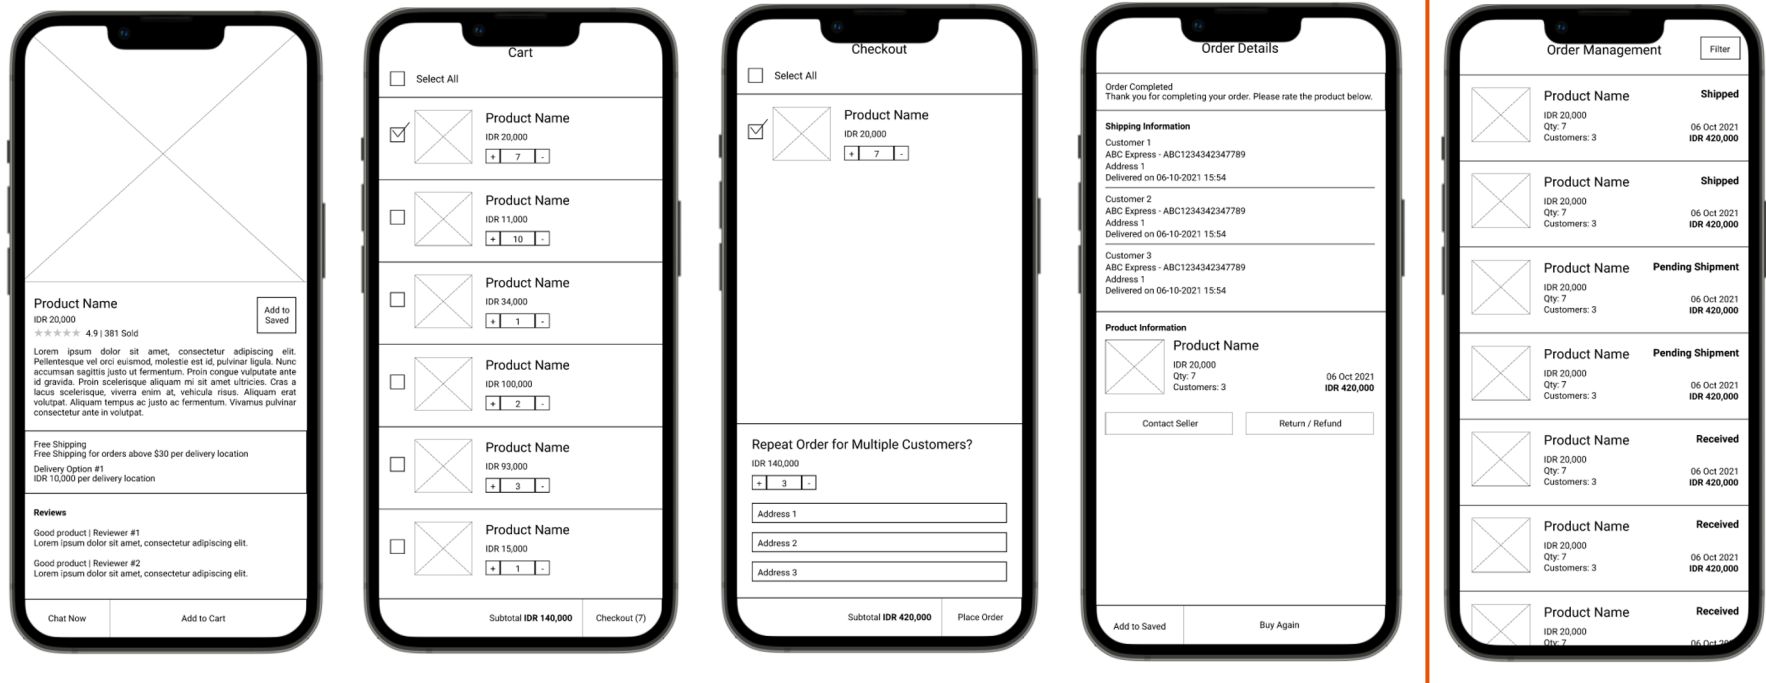 Product Name
Add to
Saved
IDR 20,000
4.9 | 381 Sold
Lorem ipsum dolor sit amet, consectetur adipiscing elit.
Pellentesque vel orci euismod, molestie est id, pulvinar ligula. Nunc
accumsan sagittis justo ut fermentum. Proin congue vulputate ante
id gravida. Proin scelerisque aliquam mi sit amet ultricies. Cras a
lacus scelerisque, viverra enim at, vehicula risus. Aliquam erat
volutpat. Aliquam tempus ac justo ac fermentum. Vivamus pulvinar
consectetur ante in volutpat.
Free Shipping
Free Shipping for orders above $30 per delivery location
Delivery Option #1
IDR 10,000 per delivery location
Reviews
Good product | Reviewer #1
Lorem ipsum dolor sit amet, consectetur adipiscing elit.
Good product | Reviewer #2
Lorem ipsum dolor sit amet, consectetur adipiscing elit.
Chat Now
Add to Cart
Cart
Select All
Product Name
IDR 20,000
+ 7 -
Product Name
IDR 11,000
+ 10 -
Product Name
IDR 34,000
+ 1 -
Product Name
IDR 100,000
+ 2 -
Product Name
IDR 93,000
+ 3 -
Product Name
IDR 15,000
+ 1 -
Subtotal IDR 140,000
Checkout (7)
Checkout
Select All
Product Name
IDR 20,000
+ 7 -
Repeat Order for Multiple Customers?
IDR 140,000
+ 3 -
Address 1
Address 2
Address 3
Subtotal IDR 420,000
Place Order
Order Details
Order Completed
Thank you for completing your order. Please rate the product below.
Shipping Information
Customer 1
ABC Express - ABC1234342347789
Address 1
Delivered on 06-10-2021 15:54
Customer 2
ABC Express - ABC1234342347789
Address 1
Delivered on 06-10-2021 15:54
Customer 3
ABC Express - ABC1234342347789
Address 1
Delivered on 06-10-2021 15:54
Product Information
Product Name
IDR 20,000
Qty: 7 06 Oct 2021
Customers: 3 IDR 420,000
Contact Seller
Return / Refund
Add to Saved
Buy Again
Order Management
Filter
Product Name Shipped
IDR 20,000
Qty: 7 06 Oct 2021
Customers: 3 IDR 420,000
Product Name Shipped
IDR 20,000
Qty: 7 06 Oct 2021
Customers: 3 IDR 420,000
Product Name Pending Shipment
IDR 20,000
Qty: 7 06 Oct 2021
Customers: 3 IDR 420,000
Product Name Pending Shipment
IDR 20,000
Qty: 7 06 Oct 2021
Customers: 3 IDR 420,000
Product Name Received
IDR 20,000
Qty: 7 06 Oct 2021
Customers: 3 IDR 420,000
Product Name Received
IDR 20,000
Qty: 7 06 Oct 2021
Customers: 3 IDR 420,000
Product Name Received
IDR 20,000
Qty: 7 06 Oct